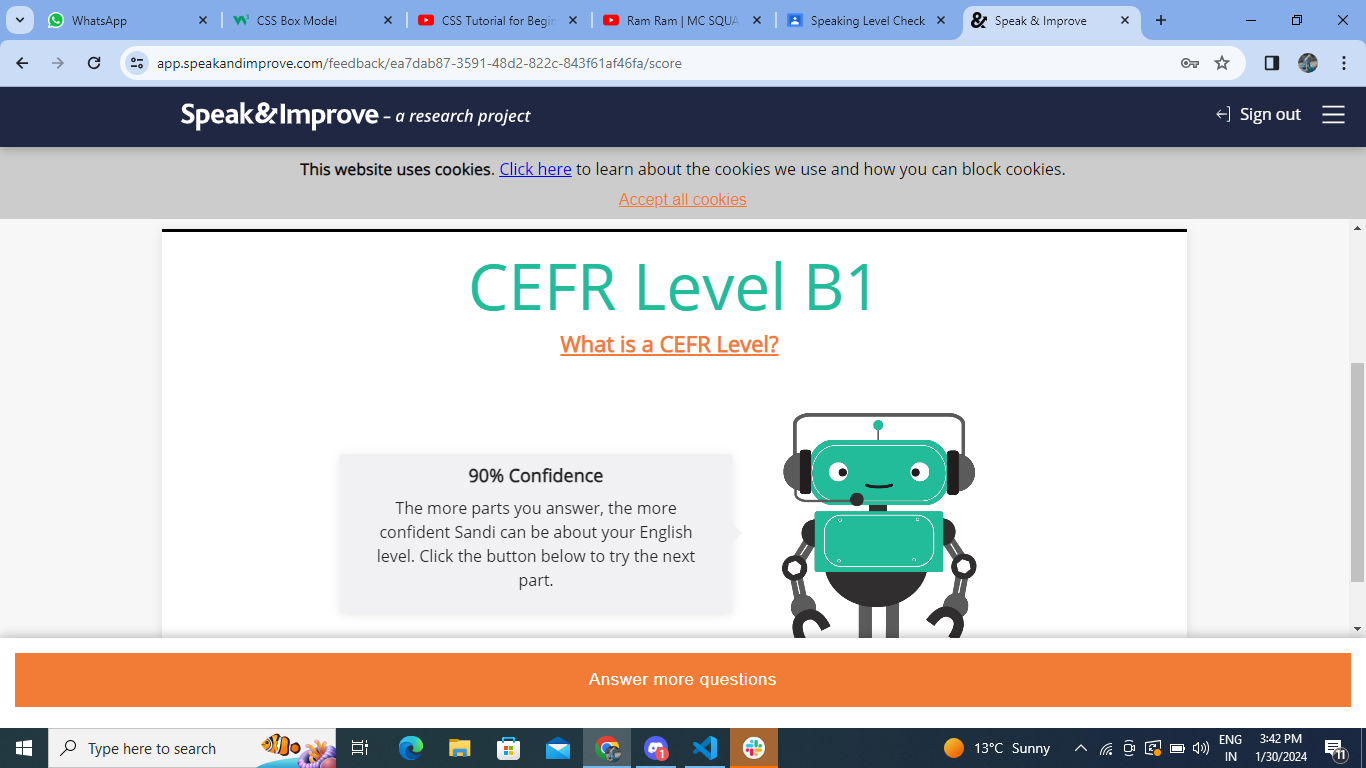 WhatsApp
CSS Box Model
CSS Tutorial for Begin
Ram Ram | MC SQUA
Speaking Level Check
Speak & Improve
app.speakandimprove.com/feedback/ea7dab87-3591-48d2-822c-843f61af46fa/score
Speak&Improve – a research project
Sign out
This website uses cookies. Click here to learn about the cookies we use and how you can block cookies.
Accept all cookies
CEFR Level B1
What is a CEFR Level?
90% Confidence
The more parts you answer, the more
confident Sandi can be about your English
level. Click the button below to try the next
part.
Answer more questions
Type here to search
1
13°C Sunny
ENG
IN
3:42 PM
1/30/2024
11